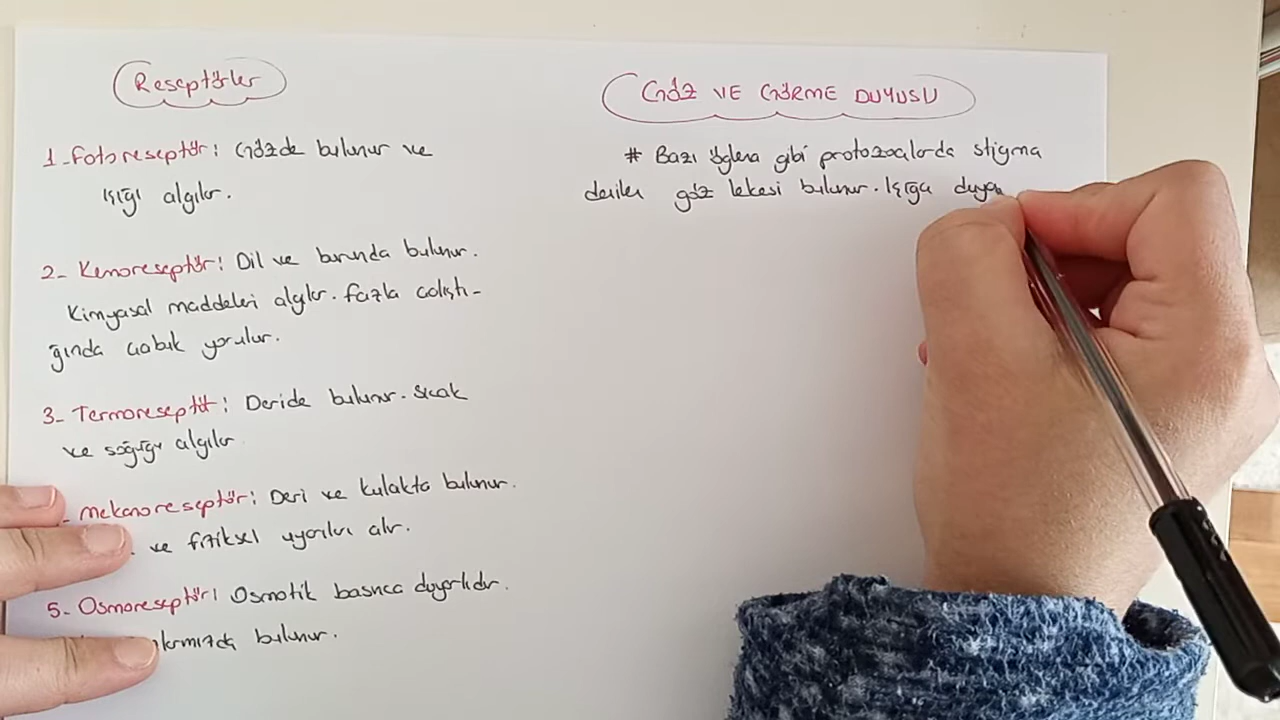 Reseptörler
1-Fotoreseptör: Gözde bulunur ve
ışığı algılar.
2- Kemoreseptör: Dil ve burunda bulunur.
Kimyasal maddeleri algılar. Fazla çalıştı-
ğında çabuk yorulur.
3- Termoreseptör: Deride bulunur. Sıcak
ve soğuğu algılar
Mekanoreseptör: Deri ve kulakta bulunur.
ve fiziksel uyarıları alır.
5- Osmoreseptör: Osmotik basınca duyarlıdır.
bulunur.
GÖZ VE GÖRME DUYUSU
# Bazı öglena gibi protozoalarda stigma
denilen göz lekesi bulunur. Işığa